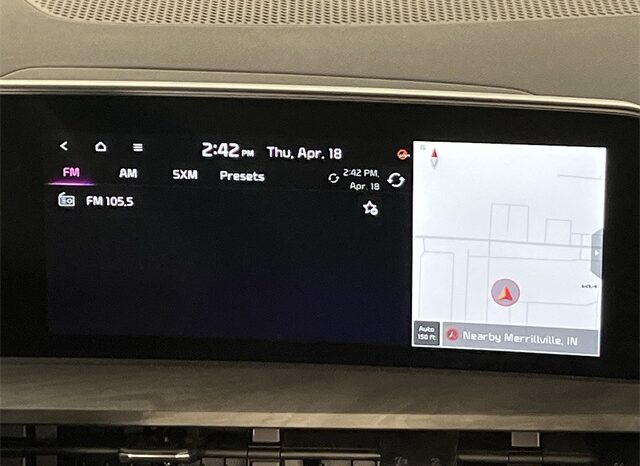 2:42 PM Thu, Apr. 18
FM AM SXM Presets
2:42 PM,
Apr. 18
FM 105.5
Auto
150 ft
Nearby Merrillville, IN